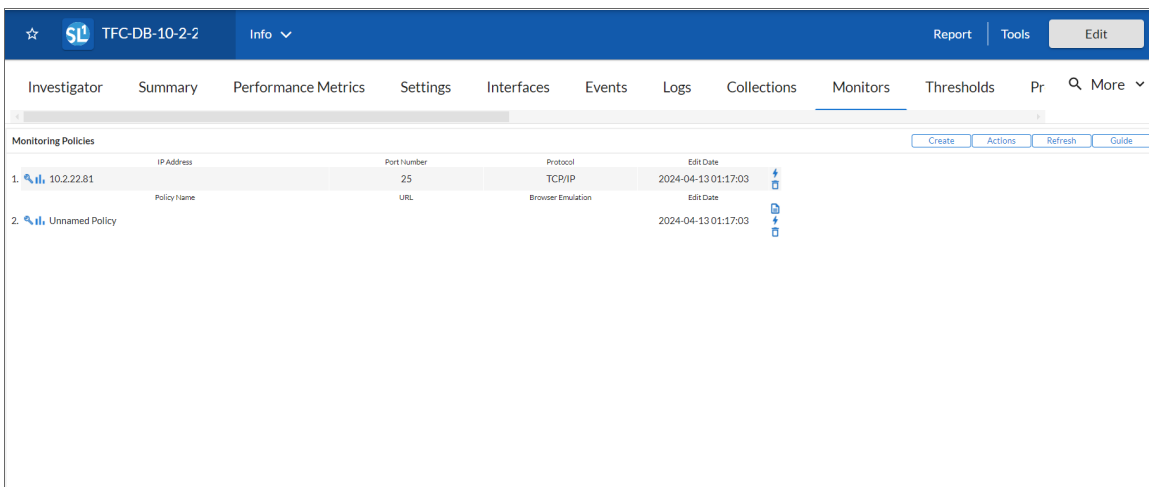 SL1 TFC-DB-10-2-2 Info Report Tools Edit
Investigator Summary Performance Metrics Settings Interfaces Events Logs Collections Monitors Thresholds Pr More
Monitoring Policies Create Actions Refresh Guide
IP Address Port Number Protocol Edit Date
1. 10.2.22.81 25 TCP/IP 2024-04-13 01:17:03
Policy Name URL Browser Emulation Edit Date
2. Unnamed Policy 2024-04-13 01:17:03